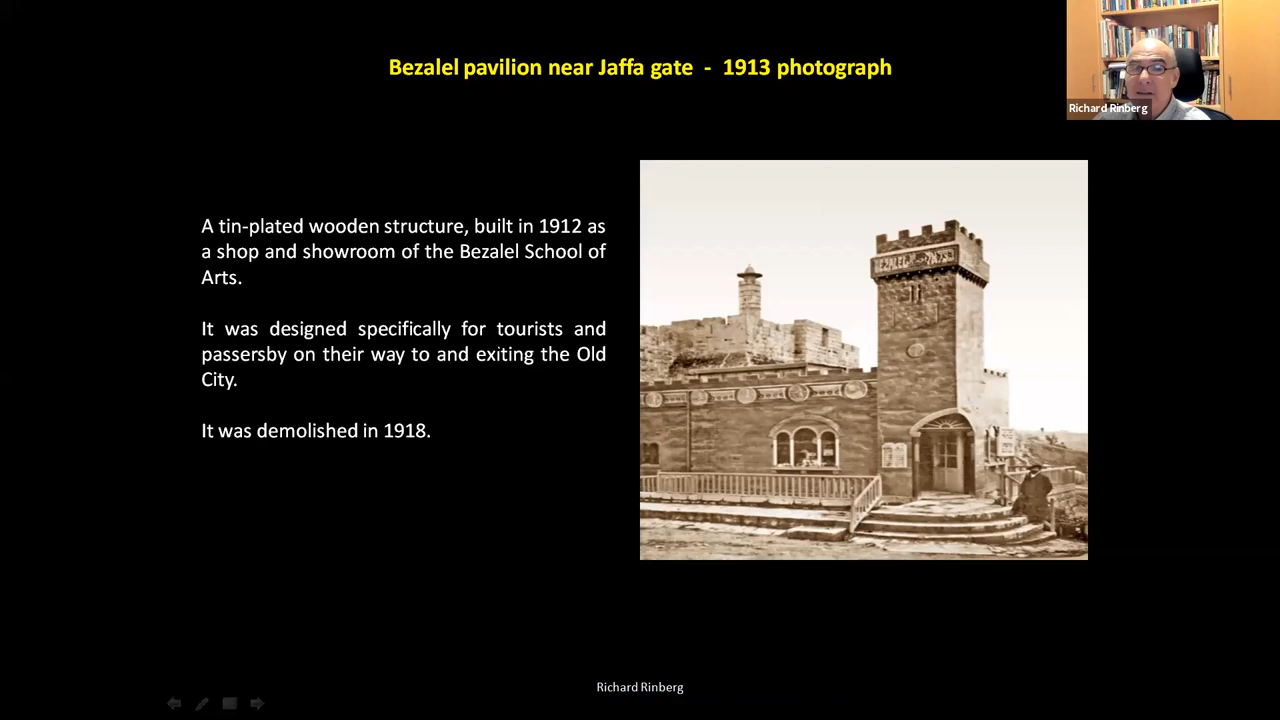 Bezalel pavilion near Jaffa gate - 1913 photograph
Richard Rinberg
A tin-plated wooden structure, built in 1912 as
a shop and showroom of the Bezalel School of
Arts.
It was designed specifically for tourists and
passersby on their way to and exiting the Old
City.
It was demolished in 1918.
BEZALEL בצלאל
Richard Rinberg